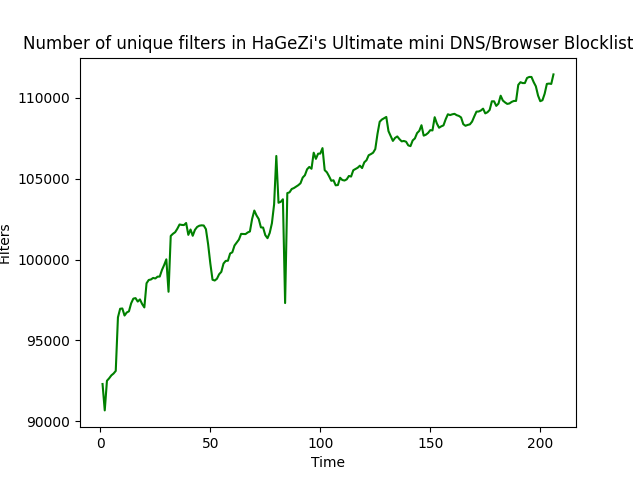 Number of unique filters in HaGeZi's Ultimate mini DNS/Browser Blocklist
110000
105000
100000
95000
90000
Filters
0 50 100 150 200
Time